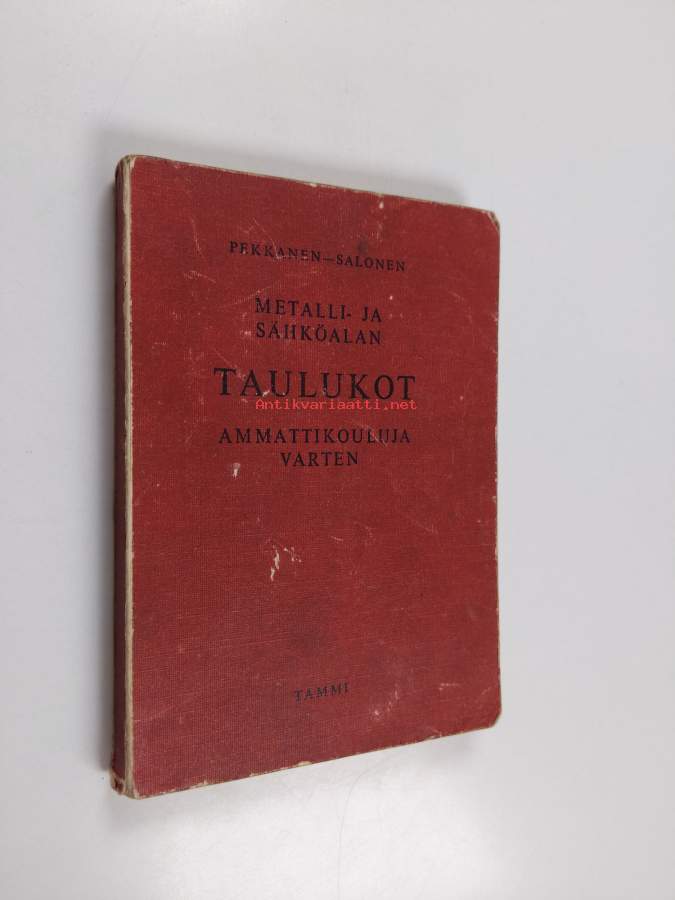 PEKKANEN—SALONEN
METALLI- JA
SÄHKÖALAN
TAULUKOT
Antikvariaatti.net
AMMATTIKOULUJA
VARTEN
TAMMI